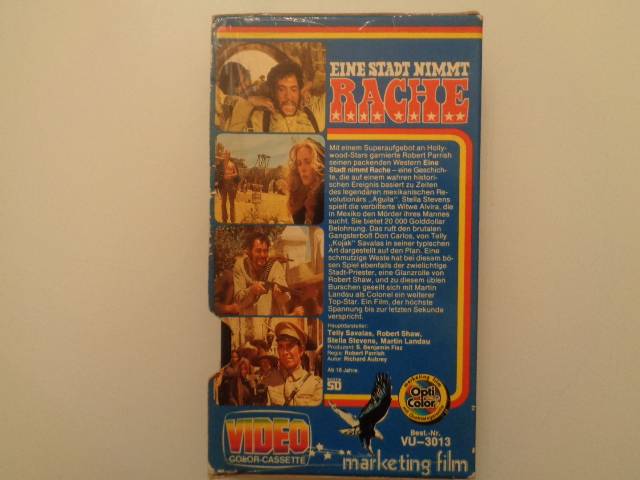 EINE STADT NIMMT
RACHE
Mit einem Superaufgebot an Holly-
wood-Stars garnierte Robert Parrish
seinen packenden Western Eine
Stadt nimmt Rache – eine Geschich-
te, die auf einem wahren histori-
schen Ereignis basiert zu Zeiten
des legendären mexikanischen Re-
volutionärs „Aguila". Stella Stevens
spielt die verbitterte Witwe Alvira, die
in Mexiko den Mörder ihres Mannes
sucht. Sie bietet 20 000 Golddollar
Belohnung. Das ruft den brutalen
Gangsterboß Don Carlos, von Telly
„Kojak" Savalas in seiner typischen
Art dargestellt auf den Plan. Eine
schmutzige Weste hat bei diesem bö-
sen Spiel ebenfalls der zwielichtige
Stadt-Priester, eine Glanzrolle von
Robert Shaw, und zu diesem üblen
Burschen gesellt sich mit Martin
Landau als Colonel ein weiterer
Top-Star. Ein Film, der höchste
Spannung bis zur letzten Sekunde
verspricht.
Hauptdarsteller:
Telly Savalas, Robert Shaw,
Stella Stevens, Martin Landau
Produzent: S. Benjamin Fisz
Regie: Robert Parrish
Autor: Richard Aubrey
Ab 16 Jahre.
SD
marketing film
Opti
Color
VIDEO
COLOR-CASSETTE
Best.-Nr.
VU–3013
marketing film